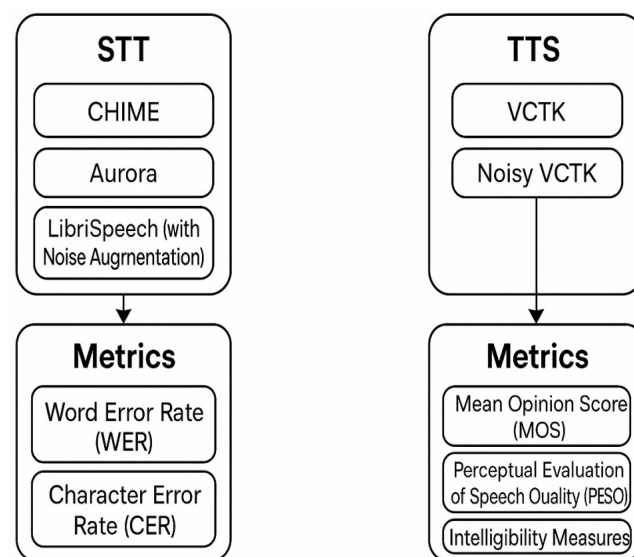 STT
CHIME
Aurora
LibriSpeech (with
Noise Augrnentation)
Metrics
Word Error Rate
(WER)
Character Error
Rate (CER)
TTS
VCTK
Noisy VCTK
Metrics
Mean Opinion Score
(MOS)
Perceptual Evaluation
of Speech Ouality (PESO)
Intelligibility Measures